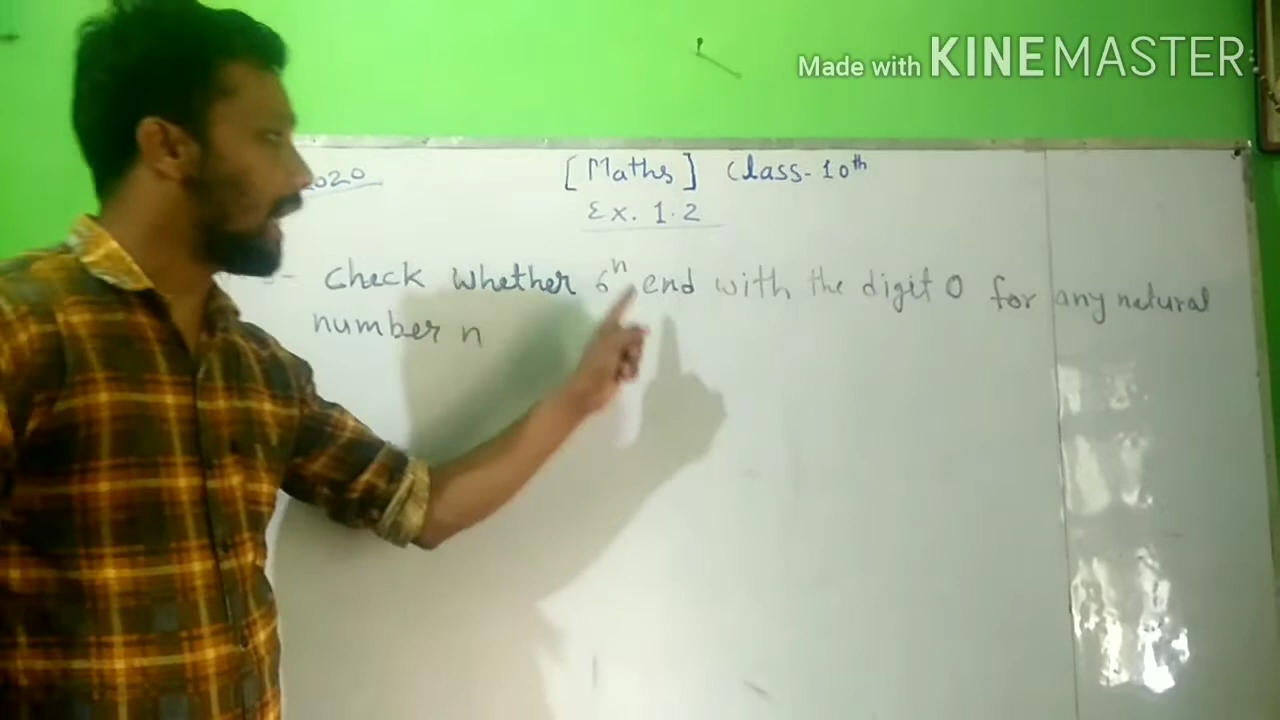 Made with KINEMASTER
2020 [Maths] Class-10th
Ex. 1.2
Check whether 6ⁿ end with the digit 0 for any natural
number n